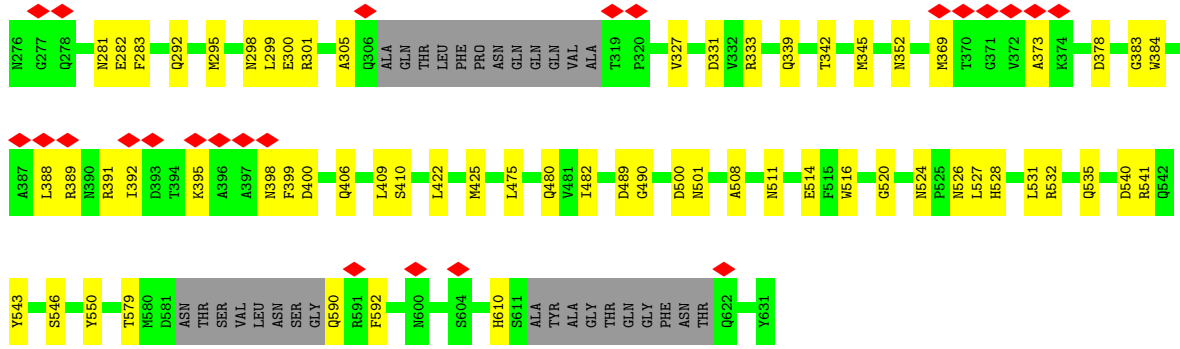 N276 G277 Q278 N281 E282 F283 Q292 M295 N298 L299 E300 R301 A305 Q306 ALA GLN THR LEU PHE PRO ASN GLN GLN GLN VAL ALA T319 P320 V327 D331 V332 R333 Q339 T342 M345 N352 M369 T370 G371 V372 A373 K374 D378 G383 W384
A387 L388 R389 N390 R391 I392 D393 T394 K395 A396 A397 N398 F399 D400 Q406 L409 S410 L422 M425 L475 Q480 V481 I482 D489 G490 D500 N501 A508 N511 E514 F515 W516 G520 N524 P525 N526 L527 H528 L531 R532 Q535 D540 R541 Q542
Y543 S546 Y550 T579 M580 D581 ASN THR SER VAL LEU ASN SER GLY Q590 R591 F592 N600 S604 H610 S611 ALA TYR ALA GLY THR GLN GLY PHE ASN THR Q622 Y631